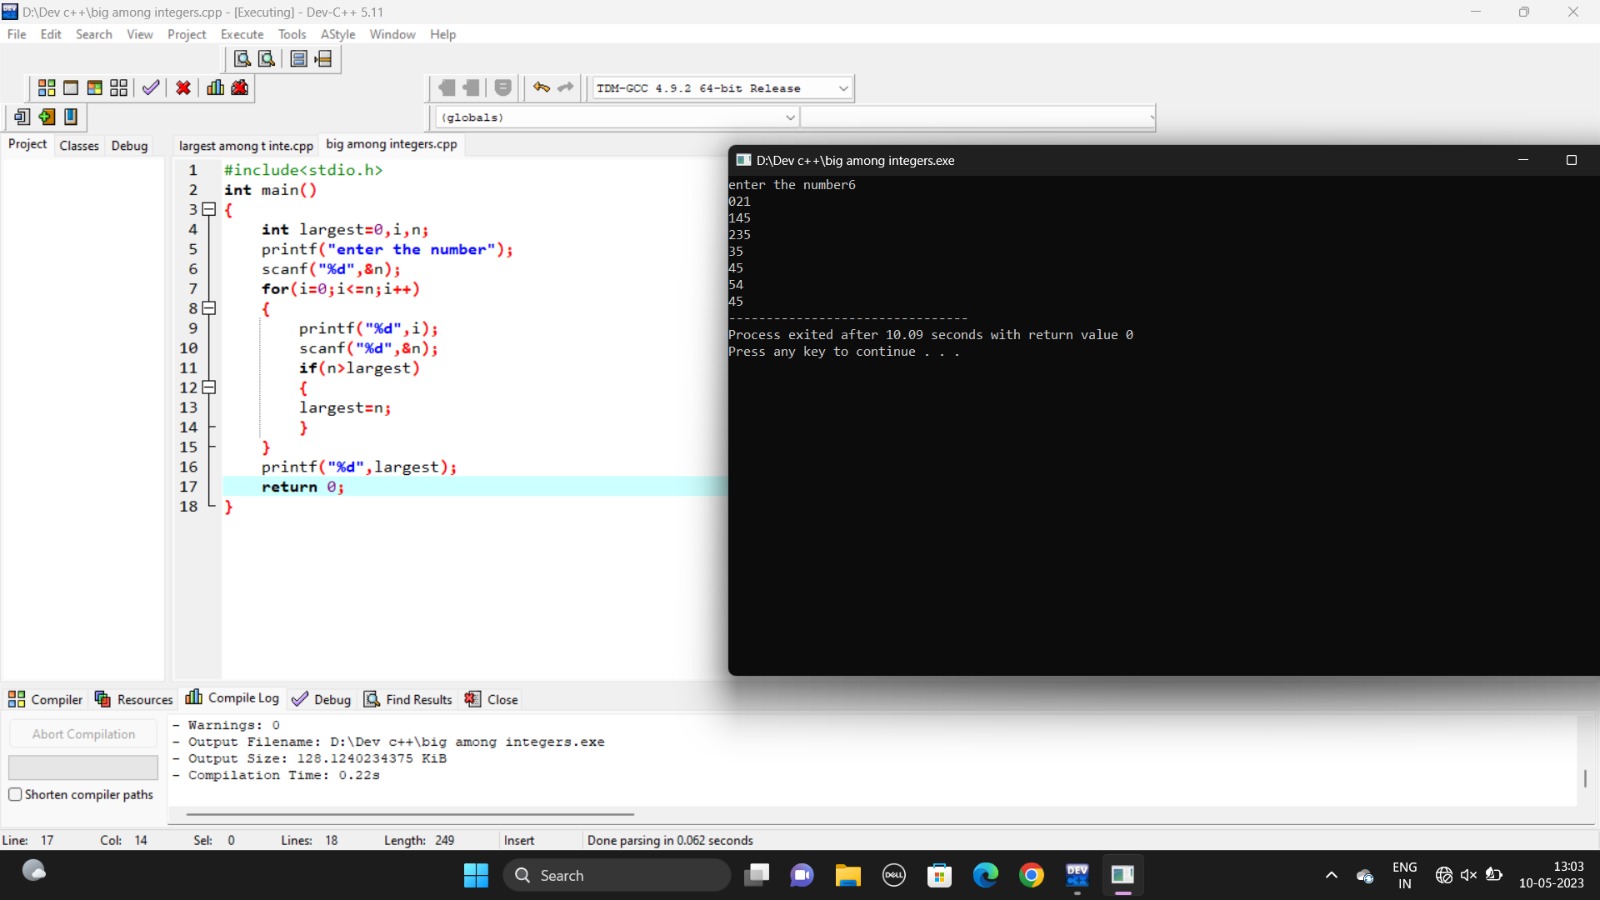 D:\Dev c++\big among integers.cpp - [Executing] - Dev-C++ 5.11
File Edit Search View Project Execute Tools AStyle Window Help
TDM-GCC 4.9.2 64-bit Release
(globals)
Project Classes Debug
largest among t inte.cpp big among integers.cpp
1 #include<stdio.h>
2 int main()
3 {
4 int largest=0,i,n;
5 printf("enter the number");
6 scanf("%d",&n);
7 for(i=0;i<=n;i++)
8 {
9 printf("%d",i);
10 scanf("%d",&n);
11 if(n>largest)
12 {
13 largest=n;
14 }
15 }
16 printf("%d",largest);
17 return 0;
18 }
D:\Dev c++\big among integers.exe
enter the number6
021
145
235
35
45
54
45
--------------------------------
Process exited after 10.09 seconds with return value 0
Press any key to continue . . .
Compiler Resources Compile Log Debug Find Results Close
Abort Compilation
Shorten compiler paths
- Warnings: 0
- Output Filename: D:\Dev c++\big among integers.exe
- Output Size: 128.1240234375 KiB
- Compilation Time: 0.22s
Line: 17 Col: 14 Sel: 0 Lines: 18 Length: 249 Insert Done parsing in 0.062 seconds
Search
DELL
DEV
C++
ENG
IN
13:03
10-05-2023